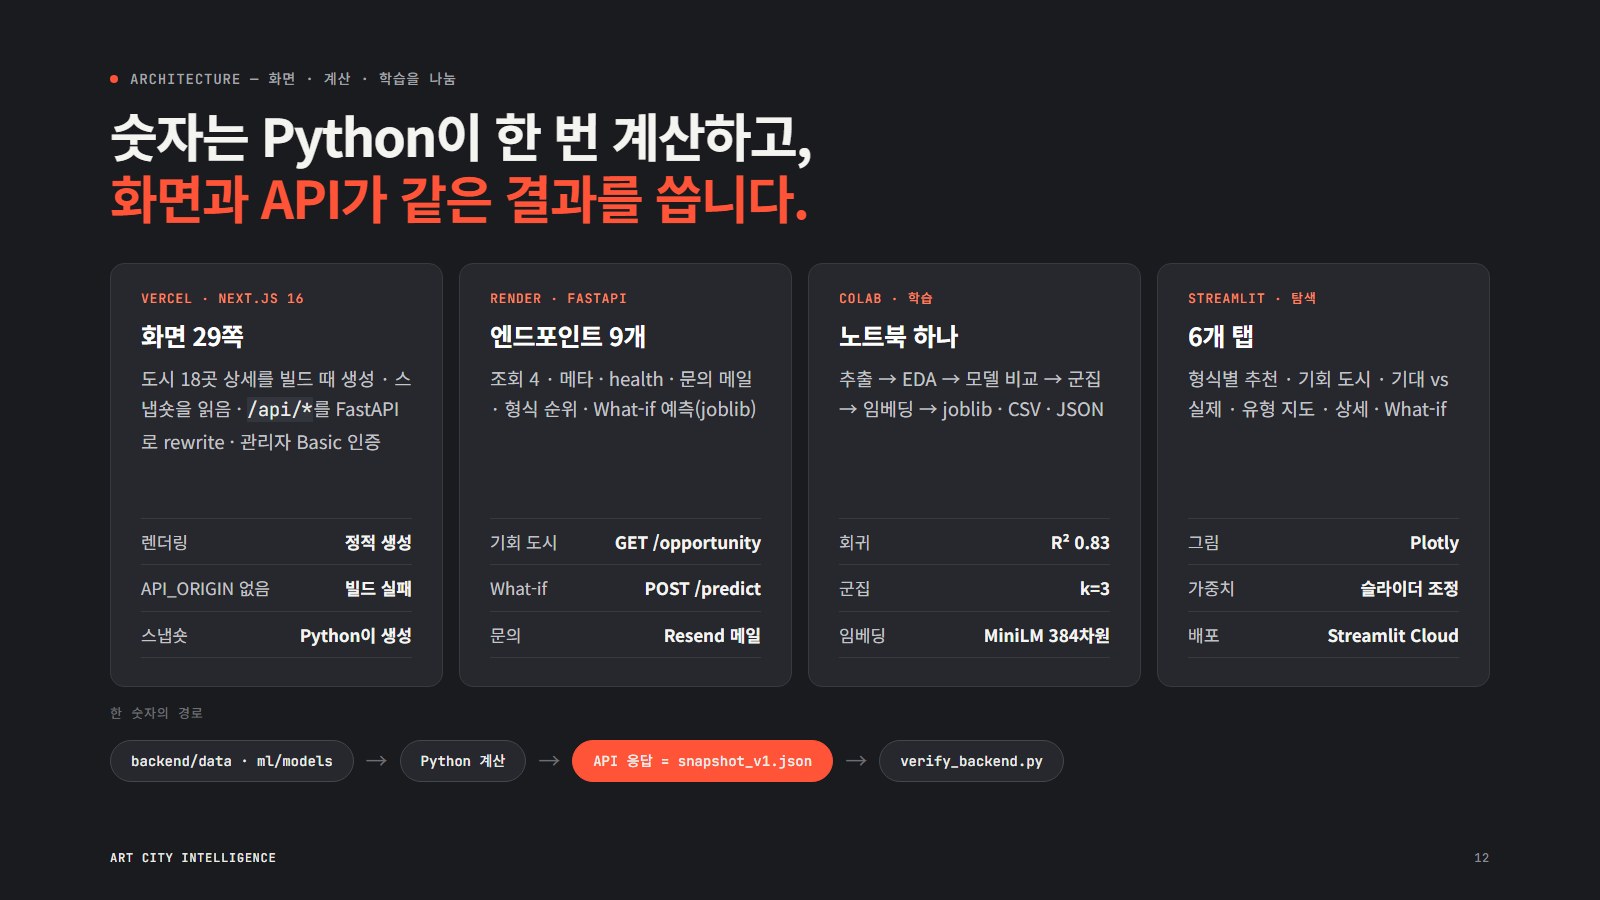 ARCHITECTURE — 화면 · 계산 · 학습을 나눔
숫자는 Python이 한 번 계산하고,
화면과 API가 같은 결과를 씁니다.
VERCEL · NEXT.JS 16
화면 29쪽
도시 18곳 상세를 빌드 때 생성 · 스
냅숏을 읽음 · /api/*를 FastAPI
로 rewrite · 관리자 Basic 인증
렌더링 정적 생성
API_ORIGIN 없음 빌드 실패
스냅숏 Python이 생성
RENDER · FASTAPI
엔드포인트 9개
조회 4 · 메타 · health · 문의 메일
· 형식 순위 · What-if 예측(joblib)
기회 도시 GET /opportunity
What-if POST /predict
문의 Resend 메일
COLAB · 학습
노트북 하나
추출 → EDA → 모델 비교 → 군집
→ 임베딩 → joblib · CSV · JSON
회귀 R² 0.83
군집 k=3
임베딩 MiniLM 384차원
STREAMLIT · 탐색
6개 탭
형식별 추천 · 기회 도시 · 기대 vs
실제 · 유형 지도 · 상세 · What-if
그림 Plotly
가중치 슬라이더 조정
배포 Streamlit Cloud
한 숫자의 경로
backend/data · ml/models → Python 계산 → API 응답 = snapshot_v1.json → verify_backend.py
ART CITY INTELLIGENCE
12